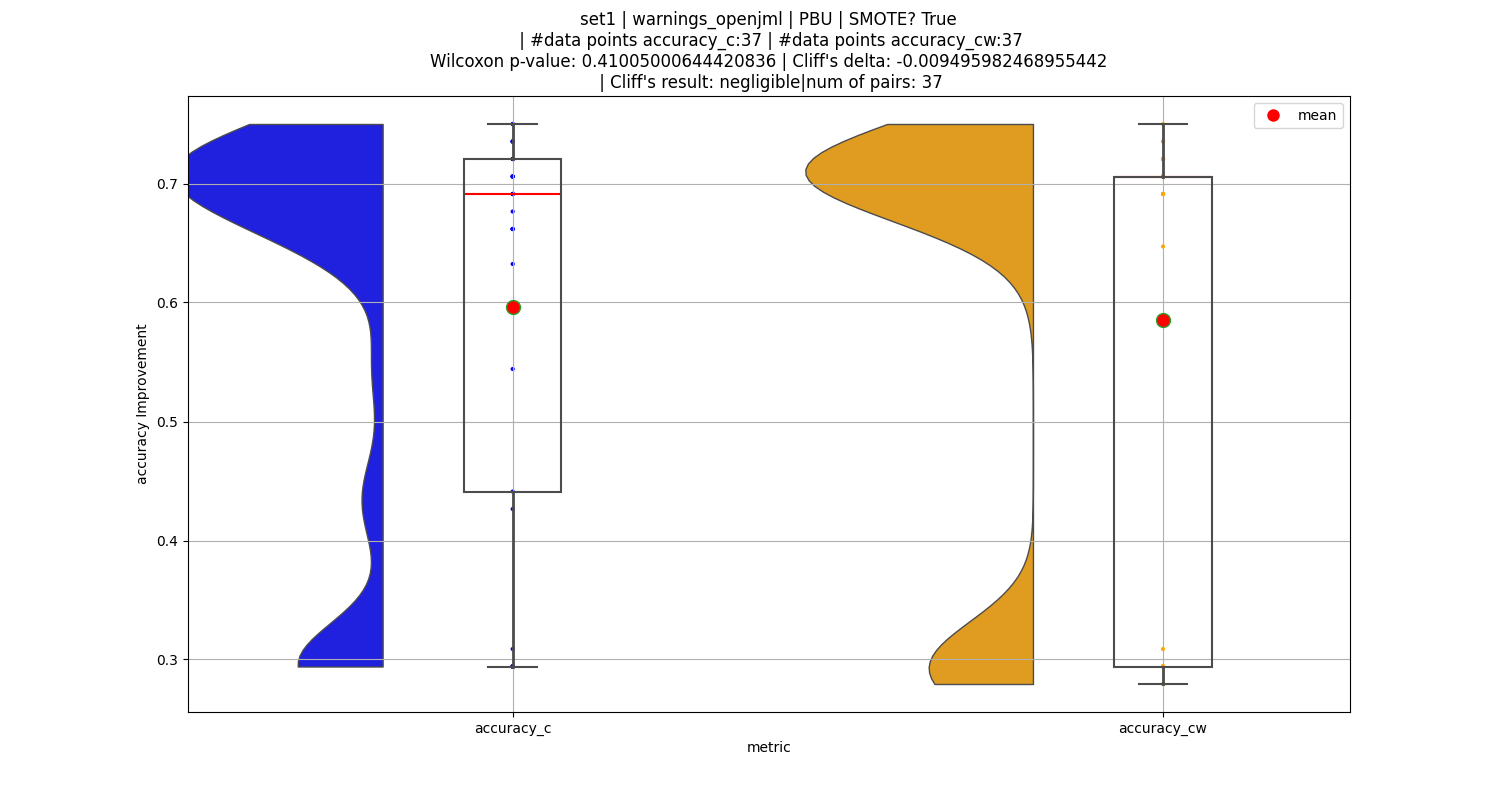 set1 | warnings_openjml | PBU | SMOTE? True
| #data points accuracy_c:37 | #data points accuracy_cw:37
Wilcoxon p-value: 0.41005000644420836 | Cliff's delta: -0.009495982468955442
| Cliff's result: negligible|num of pairs: 37
mean
0.7
0.6
0.5
0.4
0.3
accuracy Improvement
accuracy_c
accuracy_cw
metric